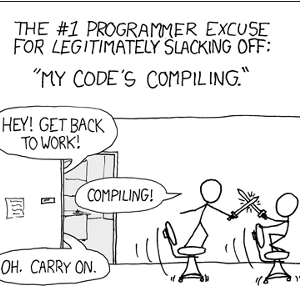 THE #1 PROGRAMMER EXCUSE
FOR LEGITIMATELY SLACKING OFF:
"MY CODE'S COMPILING."
HEY! GET BACK
TO WORK!
COMPILING!
OH. CARRY ON.